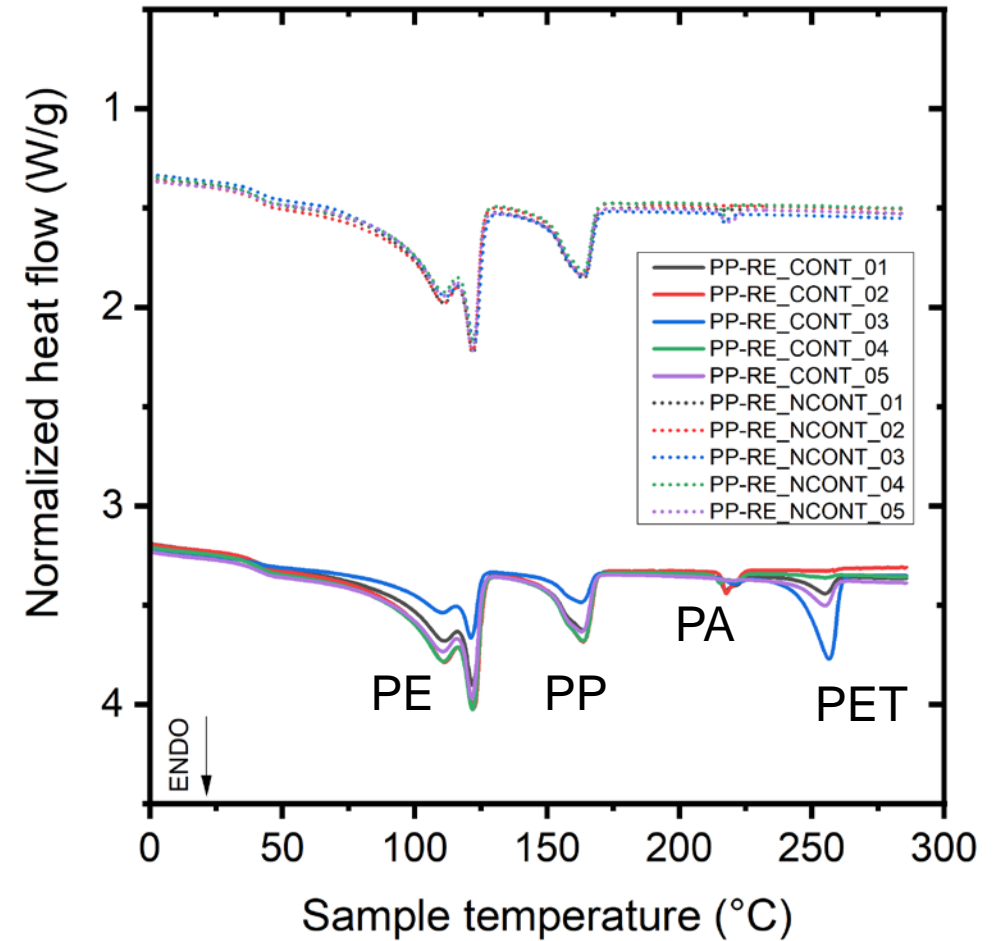 Normalized heat flow (W/g)
1
2
3
4
PP-RE_CONT_01
PP-RE_CONT_02
PP-RE_CONT_03
PP-RE_CONT_04
PP-RE_CONT_05
PP-RE_NCONT_01
PP-RE_NCONT_02
PP-RE_NCONT_03
PP-RE_NCONT_04
PP-RE_NCONT_05
PE
PP
PA
PET
ENDO
0 50 100 150 200 250 300
Sample temperature (°C)